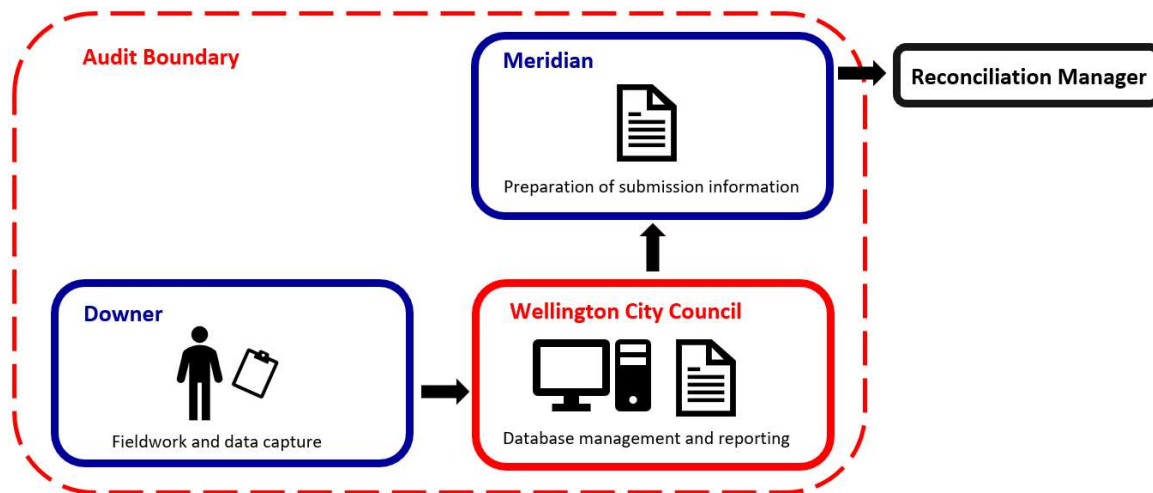 Audit Boundary
Meridian
Preparation of submission information
Reconciliation Manager
Downer
Fieldwork and data capture
Wellington City Council
Database management and reporting